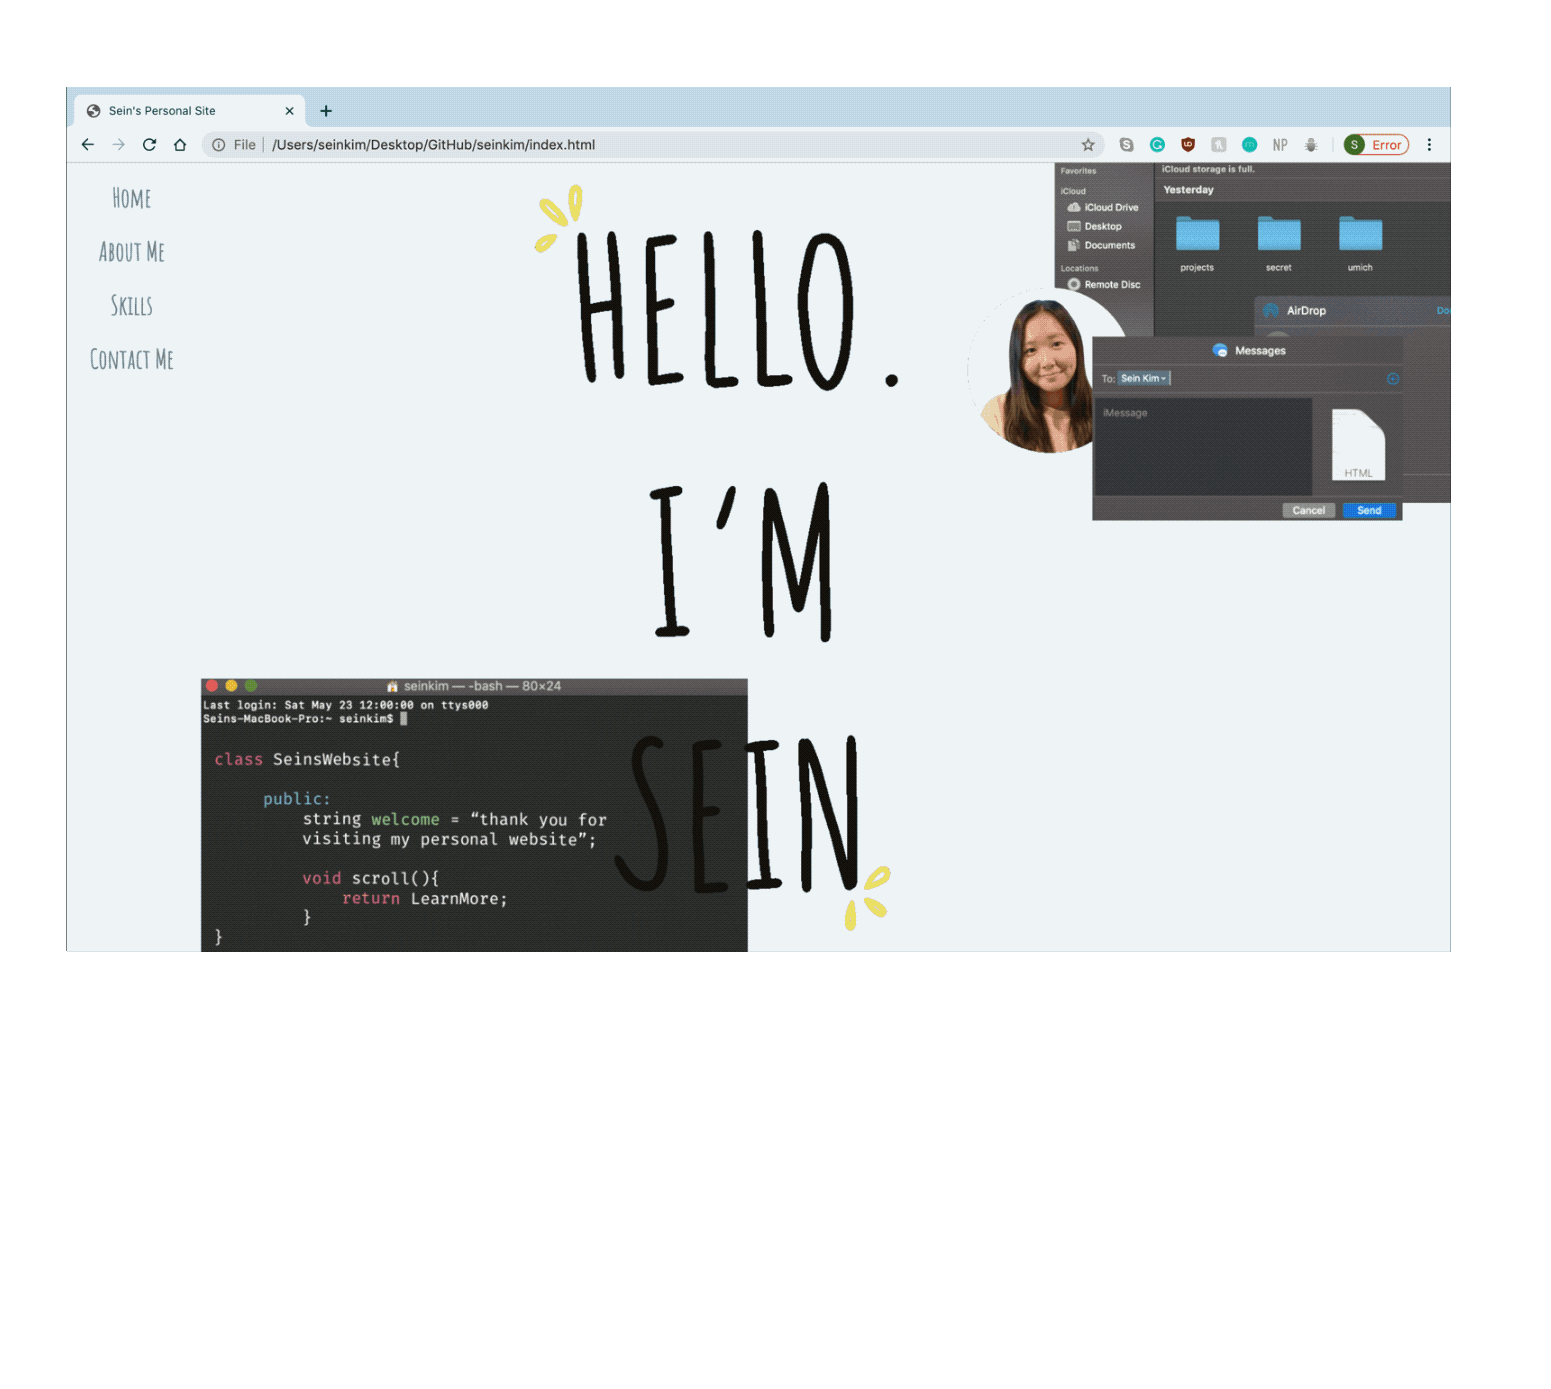 Sein's Personal Site
File /Users/seinkim/Desktop/GitHub/seinkim/index.html
NP
S Error
Home
About Me
Skills
Contact Me
HELLO.
I'M
SEIN
Favorites
iCloud
iCloud Drive
Desktop
Documents
Locations
Remote Disc
iCloud storage is full.
Yesterday
projects
secret
umich
AirDrop
Messages
To: Sein Kim
iMessage
HTML
Cancel
Send
seinkim — -bash — 80×24
Last login: Sat May 23 12:00:00 on ttys000
Seins-MacBook-Pro:~ seinkim$
class SeinsWebsite{
public:
string welcome = “thank you for
visiting my personal website”;
void scroll(){
return LearnMore;
}
}